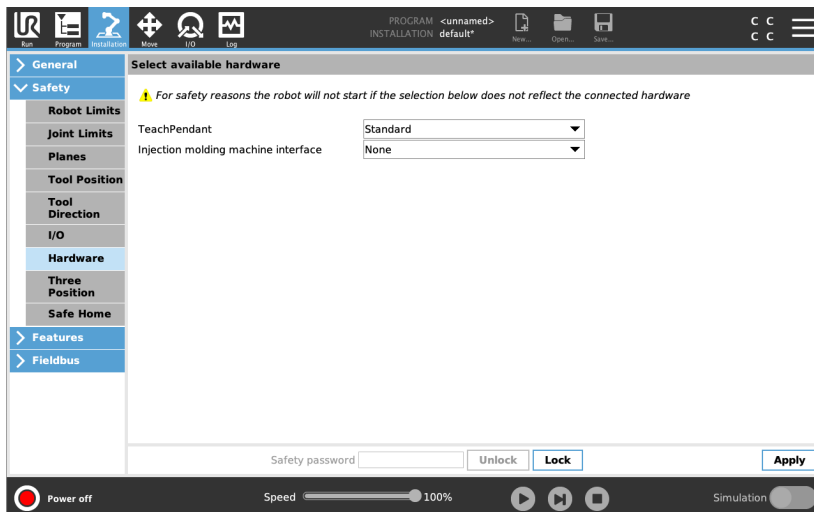 UR
PROGRAM <unnamed>
INSTALLATION default*
C C
C C
Run Program Installation Move I/O Log New... Open... Save...
General
Select available hardware
Safety
For safety reasons the robot will not start if the selection below does not reflect the connected hardware
Robot Limits
Joint Limits
TeachPendant Standard
Injection molding machine interface None
Planes
Tool Position
Tool
Direction
I/O
Hardware
Three
Position
Safe Home
Features
Fieldbus
Safety password Unlock Lock Apply
Power off Speed 100% Simulation